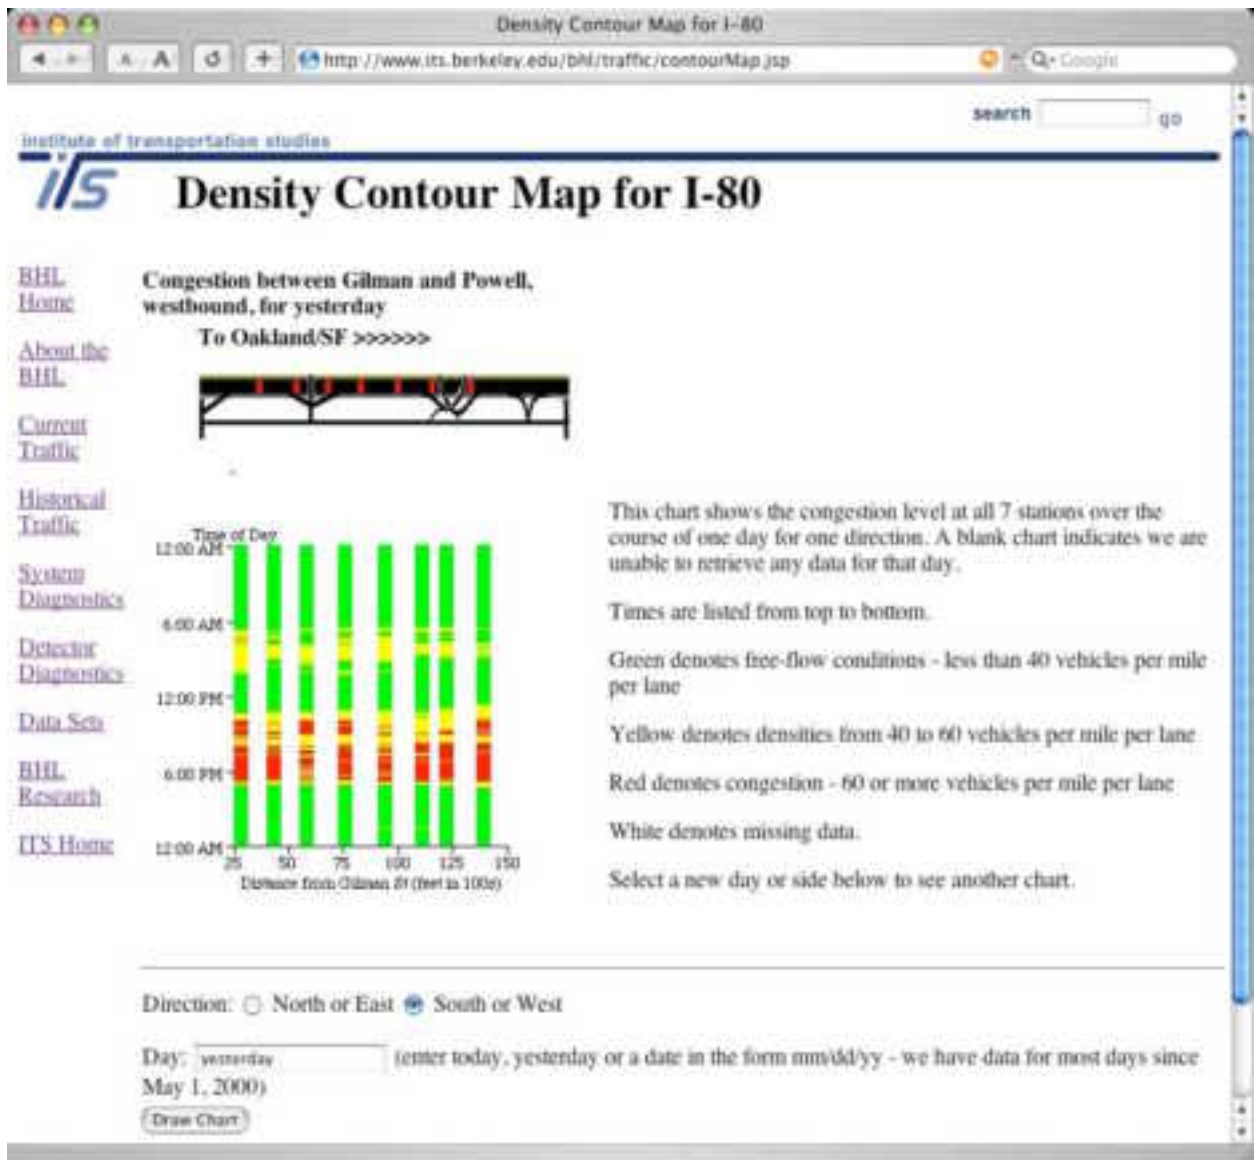 Density Contour Map for I-80
A A
http://www.its.berkeley.edu/bhl/traffic/contourMap.jsp
Google
search
go
institute of transportation studies
its
Density Contour Map for I-80
BHL
Home
About the
BHL
Current
Traffic
Historical
Traffic
System
Diagnostics
Detector
Diagnostics
Data Sets
BHL
Research
ITS Home
Congestion between Gilman and Powell,
westbound, for yesterday
To Oakland/SF >>>>>>
Time of Day
12:00 AM
6:00 AM
12:00 PM
6:00 PM
12:00 AM
25 50 75 100 125 150
Distance from Gilman St (feet in 100s)
This chart shows the congestion level at all 7 stations over the
course of one day for one direction. A blank chart indicates we are
unable to retrieve any data for that day.
Times are listed from top to bottom.
Green denotes free-flow conditions - less than 40 vehicles per mile
per lane
Yellow denotes densities from 40 to 60 vehicles per mile per lane
Red denotes congestion - 60 or more vehicles per mile per lane
White denotes missing data.
Select a new day or side below to see another chart.
Direction: North or East South or West
Day: yesterday (enter today, yesterday or a date in the form mm/dd/yy - we have data for most days since
May 1, 2000)
Draw Chart